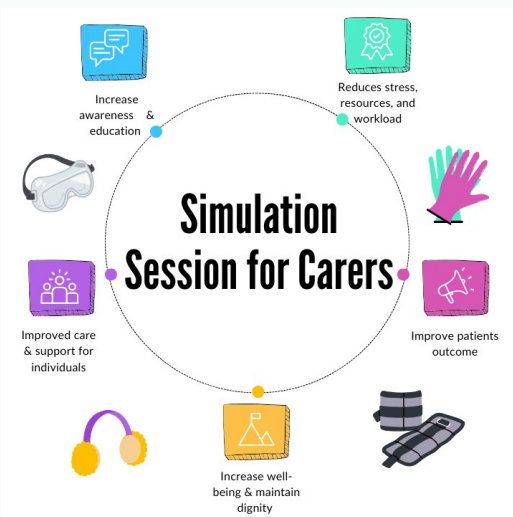 Increase
awareness &
education
Reduces stress,
resources, and
workload
Simulation
Session for Carers
Improved care
& support for
individuals
Improve patients
outcome
Increase well-
being & maintain
dignity